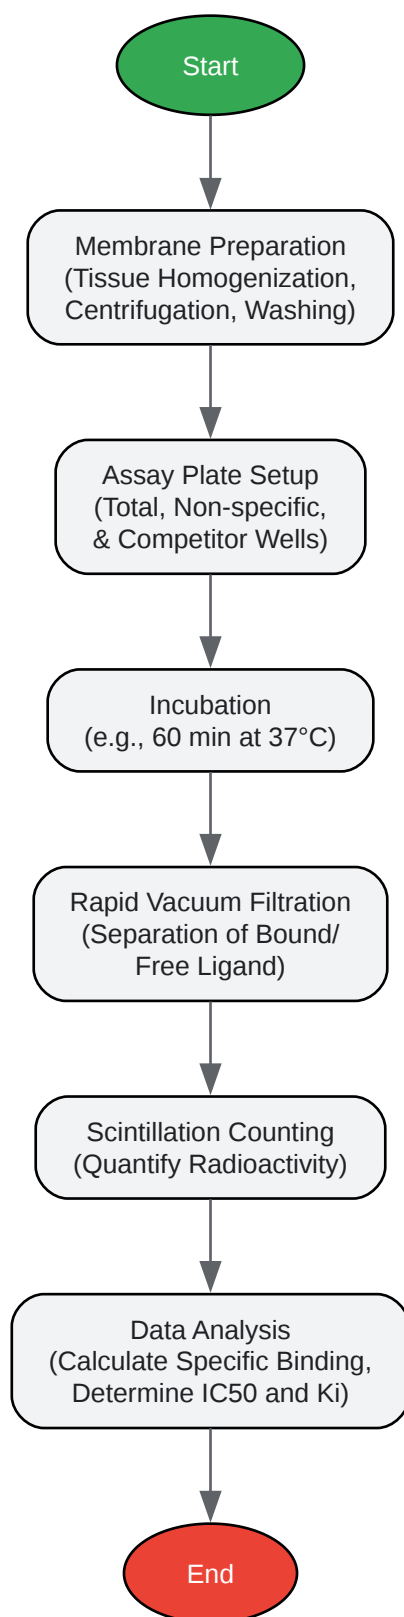 Start
Membrane Preparation
(Tissue Homogenization,
Centrifugation, Washing)
Assay Plate Setup
(Total, Non-specific,
& Competitor Wells)
Incubation
(e.g., 60 min at 37°C)
Rapid Vacuum Filtration
(Separation of Bound/
Free Ligand)
Scintillation Counting
(Quantify Radioactivity)
Data Analysis
(Calculate Specific Binding,
Determine IC50 and Ki)
End